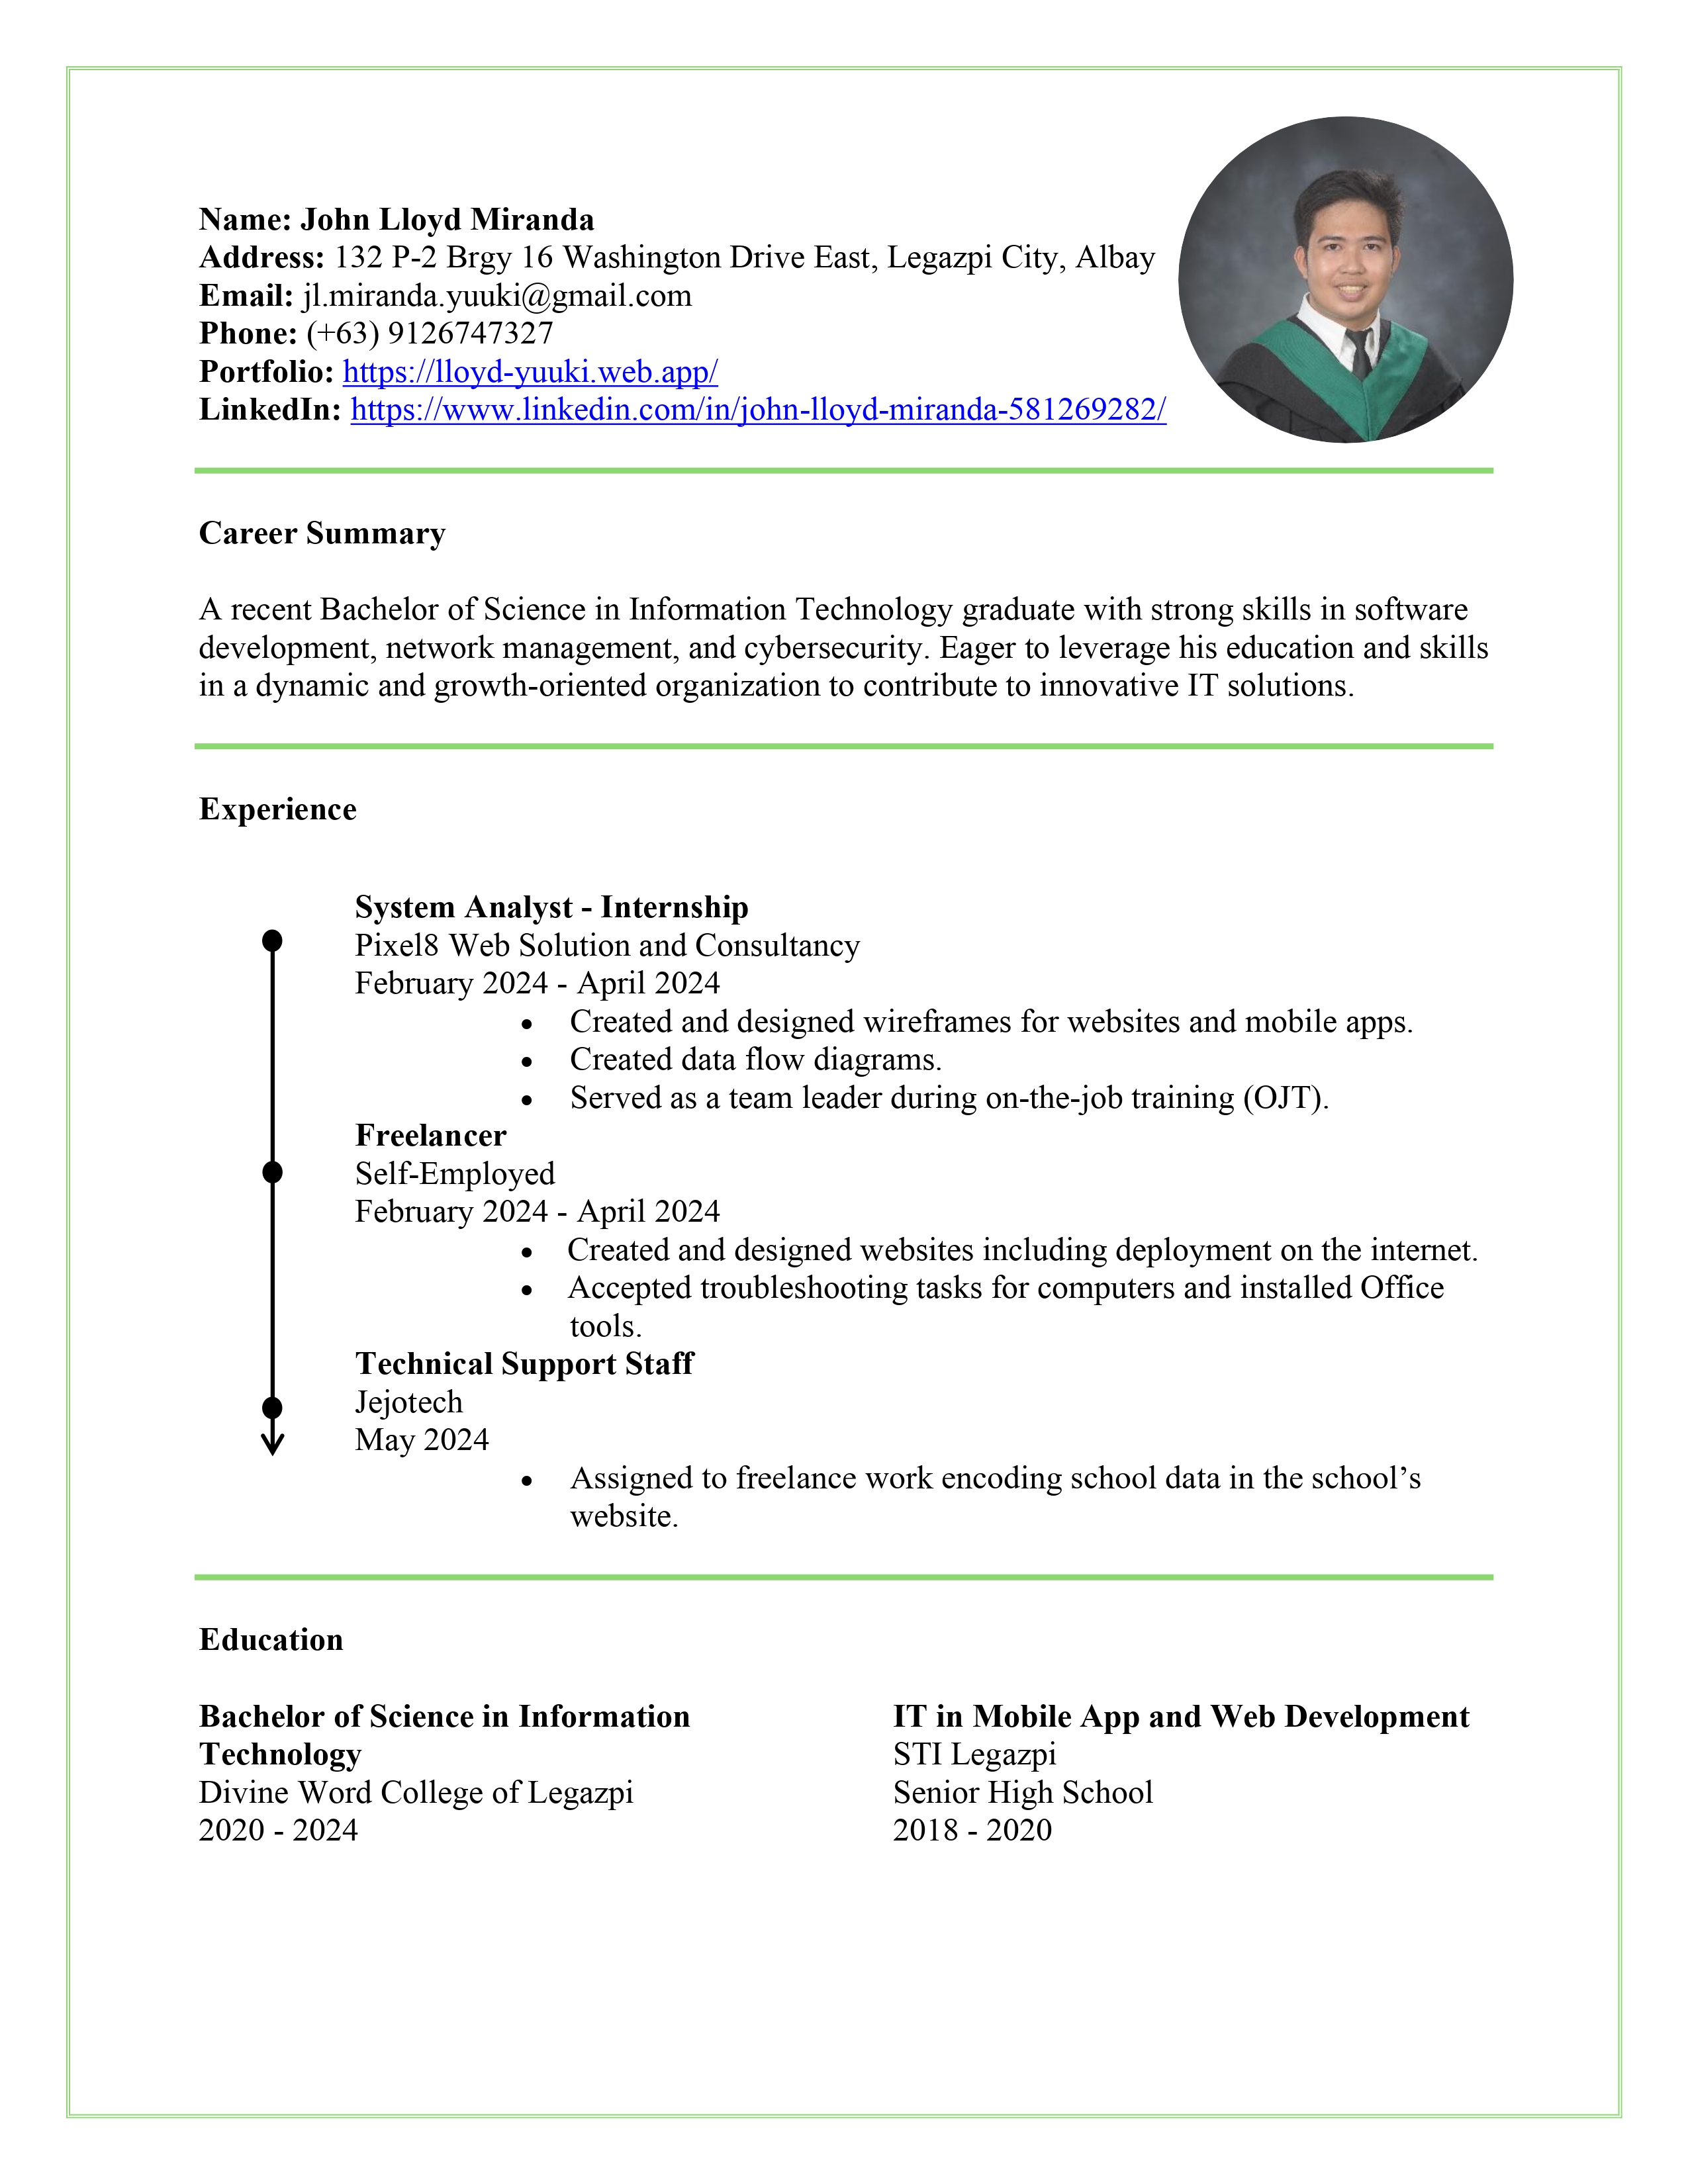 Name: John Lloyd Miranda
Address: 132 P-2 Brgy 16 Washington Drive East, Legazpi City, Albay
Email: jl.miranda.yuuki@gmail.com
Phone: (+63) 9126747327
Portfolio: https://lloyd-yuuki.web.app/
LinkedIn: https://www.linkedin.com/in/john-lloyd-miranda-581269282/
Career Summary
A recent Bachelor of Science in Information Technology graduate with strong skills in software
development, network management, and cybersecurity. Eager to leverage his education and skills
in a dynamic and growth-oriented organization to contribute to innovative IT solutions.
Experience
System Analyst - Internship
Pixel8 Web Solution and Consultancy
February 2024 - April 2024
• Created and designed wireframes for websites and mobile apps.
• Created data flow diagrams.
• Served as a team leader during on-the-job training (OJT).
Freelancer
Self-Employed
February 2024 - April 2024
• Created and designed websites including deployment on the internet.
• Accepted troubleshooting tasks for computers and installed Office
tools.
Technical Support Staff
Jejotech
May 2024
• Assigned to freelance work encoding school data in the school’s
website.
Education
Bachelor of Science in Information
Technology
Divine Word College of Legazpi
2020 - 2024
IT in Mobile App and Web Development
STI Legazpi
Senior High School
2018 - 2020